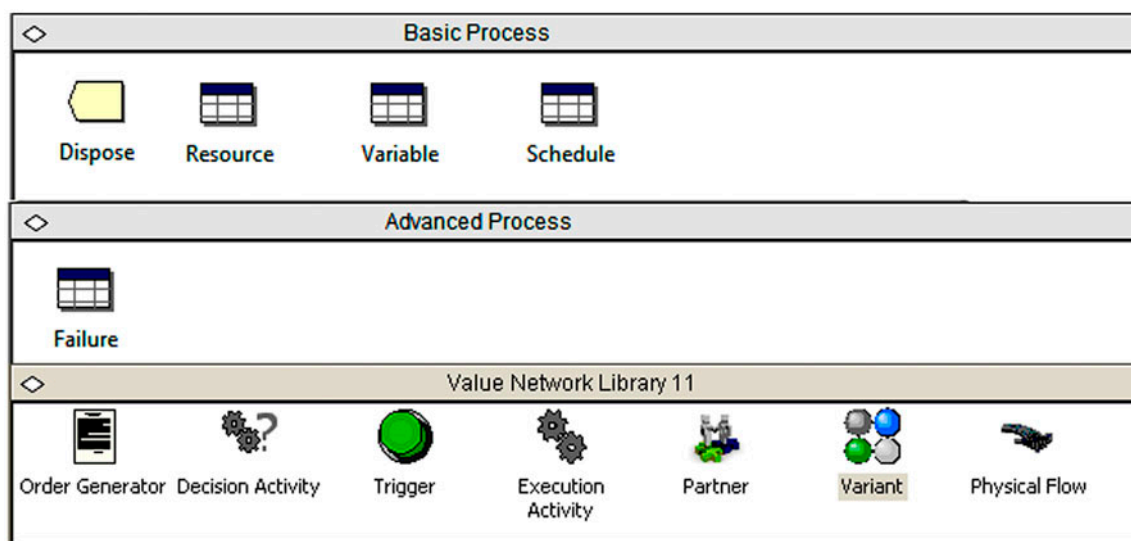 Basic Process
Dispose Resource Variable Schedule
Advanced Process
Failure
Value Network Library 11
Order Generator Decision Activity Trigger Execution Activity Partner Variant Physical Flow